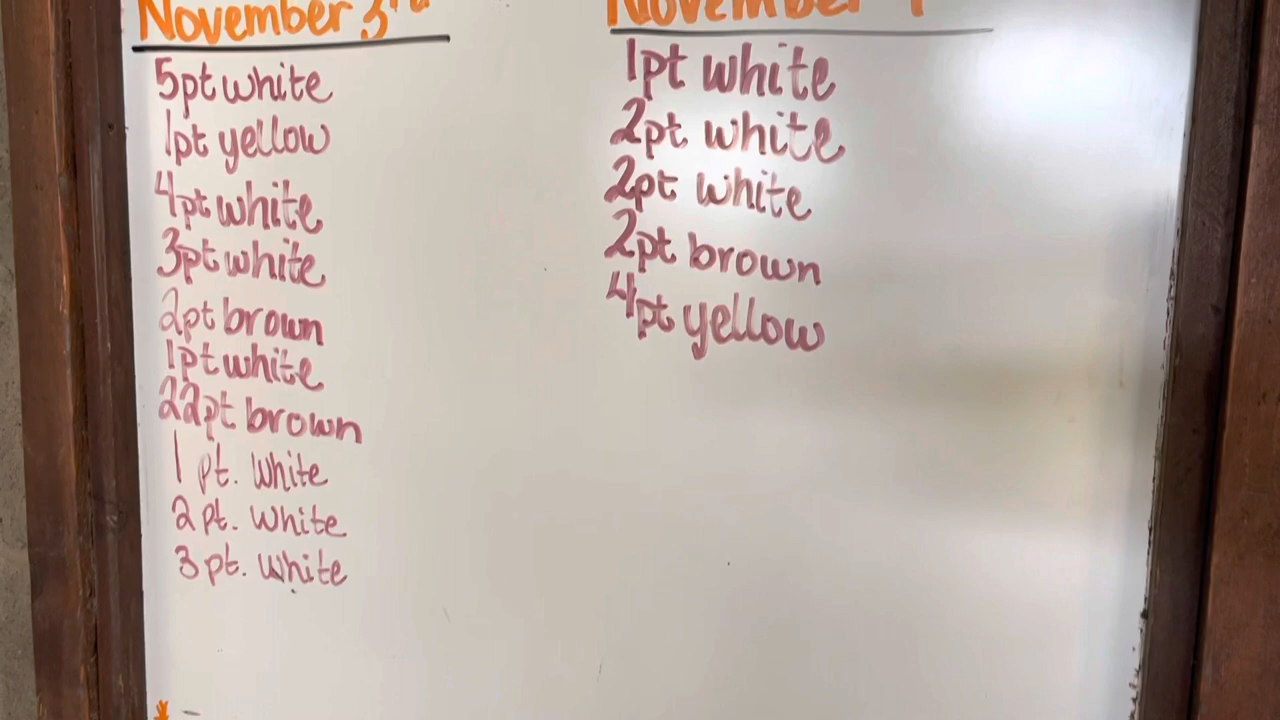 November 3rd
5pt white
1pt yellow
4pt white
3pt white
2pt brown
1pt white
22pt brown
1 pt. white
2 pt. white
3 pt. white
November
1pt white
2pt white
2pt white
2pt brown
4pt yellow